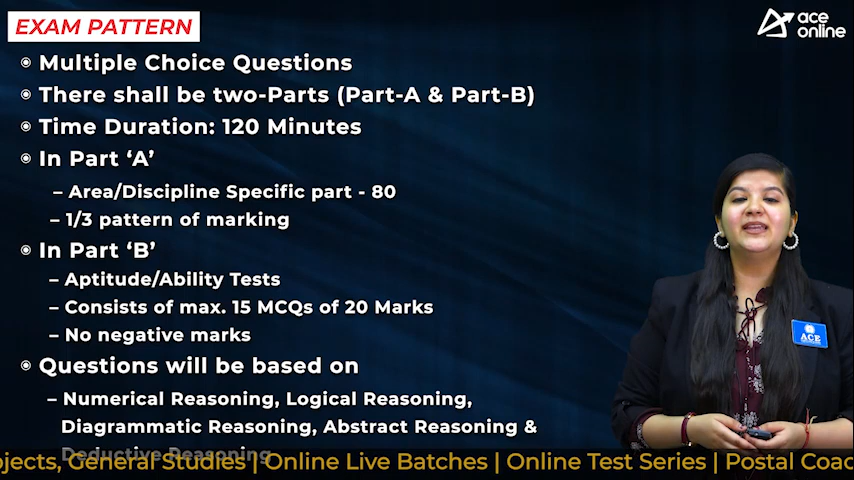 EXAM PATTERN
ace
online
Multiple Choice Questions
There shall be two-Parts (Part-A & Part-B)
Time Duration: 120 Minutes
In Part ‘A’
– Area/Discipline Specific part - 80
– 1/3 pattern of marking
In Part ‘B’
– Aptitude/Ability Tests
– Consists of max. 15 MCQs of 20 Marks
– No negative marks
Questions will be based on
– Numerical Reasoning, Logical Reasoning,
Diagrammatic Reasoning, Abstract Reasoning &
Deductive Reasoning
ACE
General Studies | Online Live Batches | Online Test Series | Postal